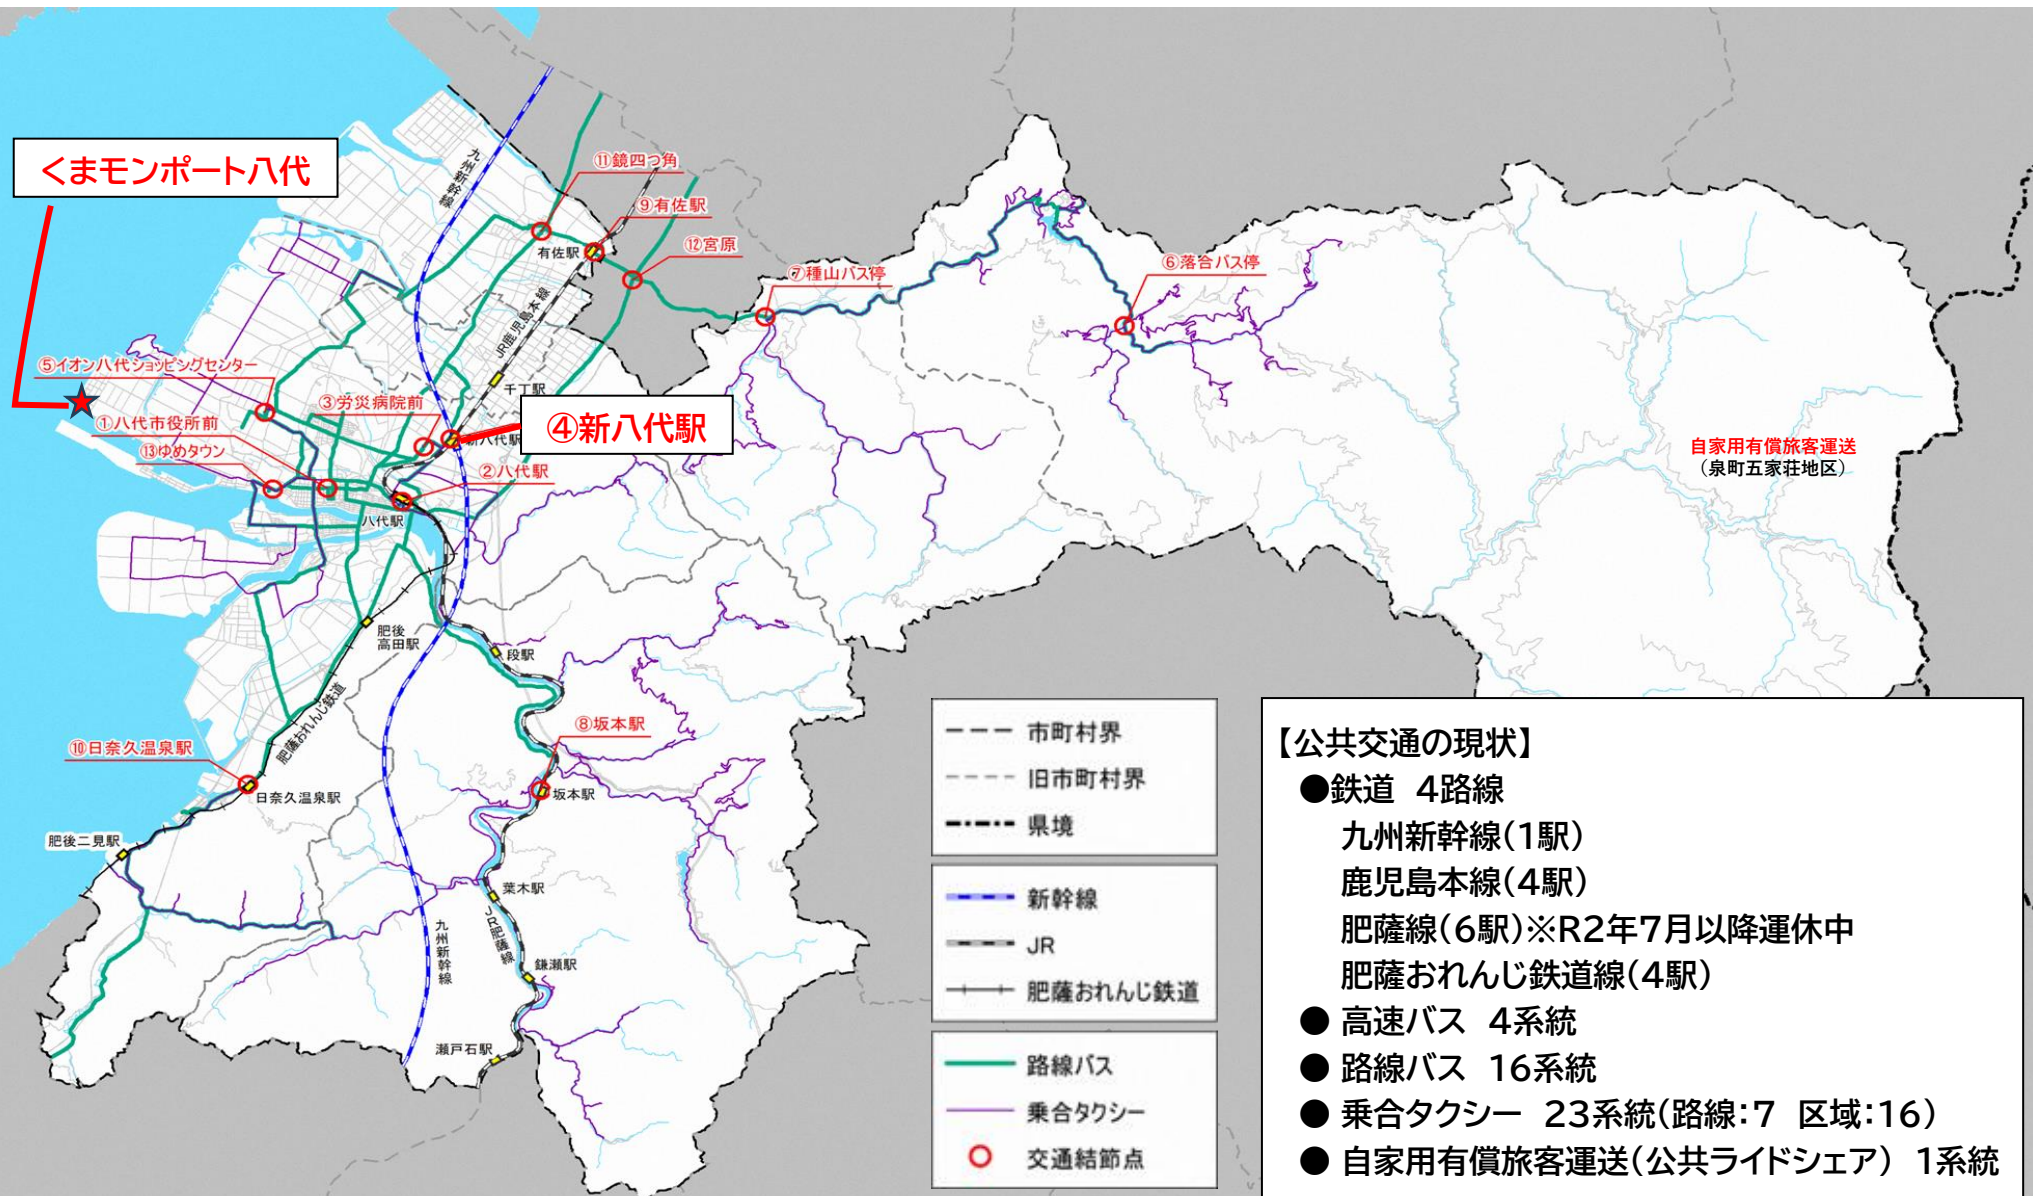 くまモンポート八代
九州新幹線
⑪鏡四つ角
⑨有佐駅
有佐駅
⑫宮原
⑦種山バス停
⑥落合バス停
JR鹿児島本線
⑤イオン八代ショッピングセンター
千丁駅
③労災病院前
①八代市役所前
④新八代駅
新八代駅
⑬ゆめタウン
②八代駅
八代駅
自家用有償旅客運送
（泉町五家荘地区）
肥後
高田駅
段駅
肥薩おれんじ鉄道
⑧坂本駅
坂本駅
⑩日奈久温泉駅
日奈久温泉駅
肥後二見駅
葉木駅
JR肥薩線
九州新幹線
鎌瀬駅
瀬戸石駅
市町村界
旧市町村界
県境
新幹線
JR
肥薩おれんじ鉄道
路線バス
乗合タクシー
交通結節点
【公共交通の現状】
●鉄道 4路線
九州新幹線(1駅)
鹿児島本線(4駅)
肥薩線(6駅)※R2年7月以降運休中
肥薩おれんじ鉄道線(4駅)
● 高速バス 4系統
● 路線バス 16系統
● 乗合タクシー 23系統(路線:7 区域:16)
● 自家用有償旅客運送(公共ライドシェア) 1系統